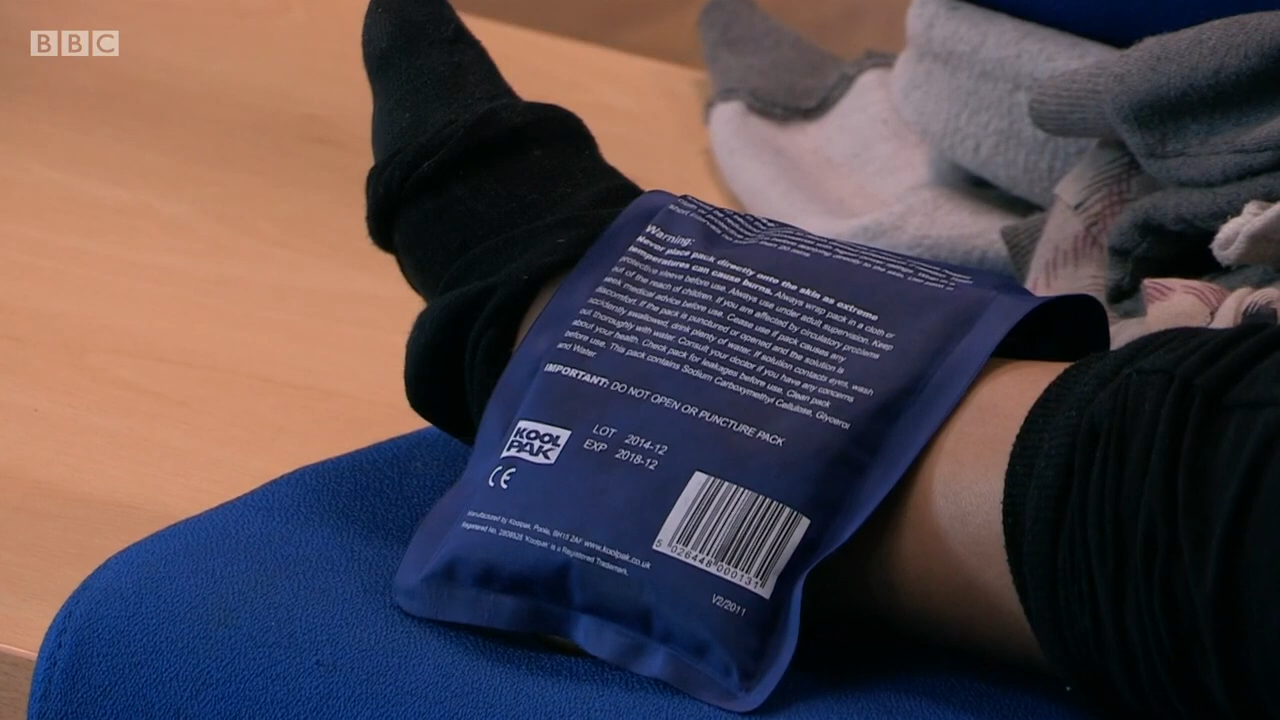 BBC
Warning:
Never place pack directly onto the skin as extreme
temperatures can cause burns. Always wrap pack in a cloth or
protective sleeve before use. Always use under adult supervision. Keep
out of the reach of children. If you are affected by circulatory problems
seek medical advice before use. Cease use if pack causes any
discomfort. If the pack is punctured or opened and the solution is
accidently swallowed, drink plenty of water. If solution contacts eyes, wash
out thoroughly with water. Consult your doctor if you have any concerns
about your health. Check pack for leakages before use. Clean pack
before use. This pack contains Sodium Carboxymethyl Cellulose, Glycerol
and Water.
IMPORTANT: DO NOT OPEN OR PUNCTURE PACK
KOOL
PAK
LOT 2014-12
EXP 2018-12
CE
Manufactured by Koolpak, Poole, BH15 2AF www.koolpak.co.uk
Registered No. 2808528 'Koolpak' is a Registered Trademark.
5 026448 000131
V2/2011